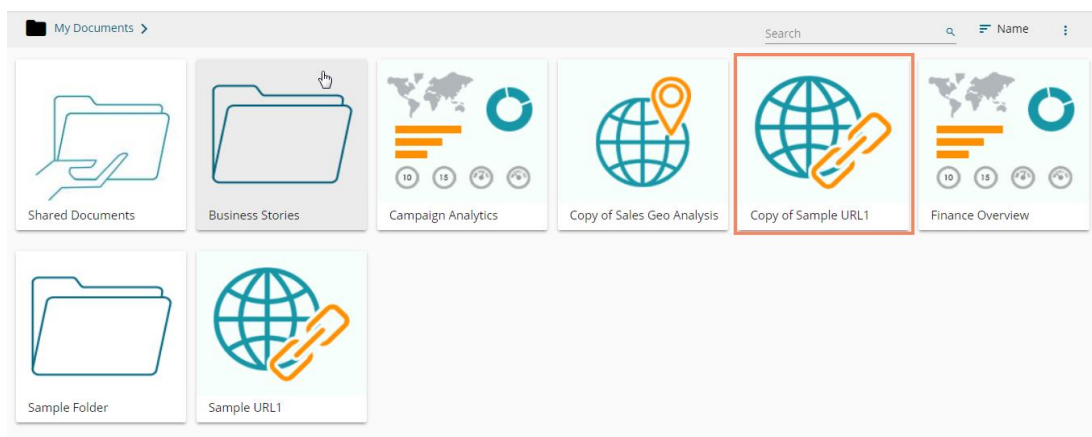 My Documents
Search
Name
10 15
10 15
Shared Documents
Business Stories
Campaign Analytics
Copy of Sales Geo Analysis
Copy of Sample URL1
Finance Overview
Sample Folder
Sample URL1